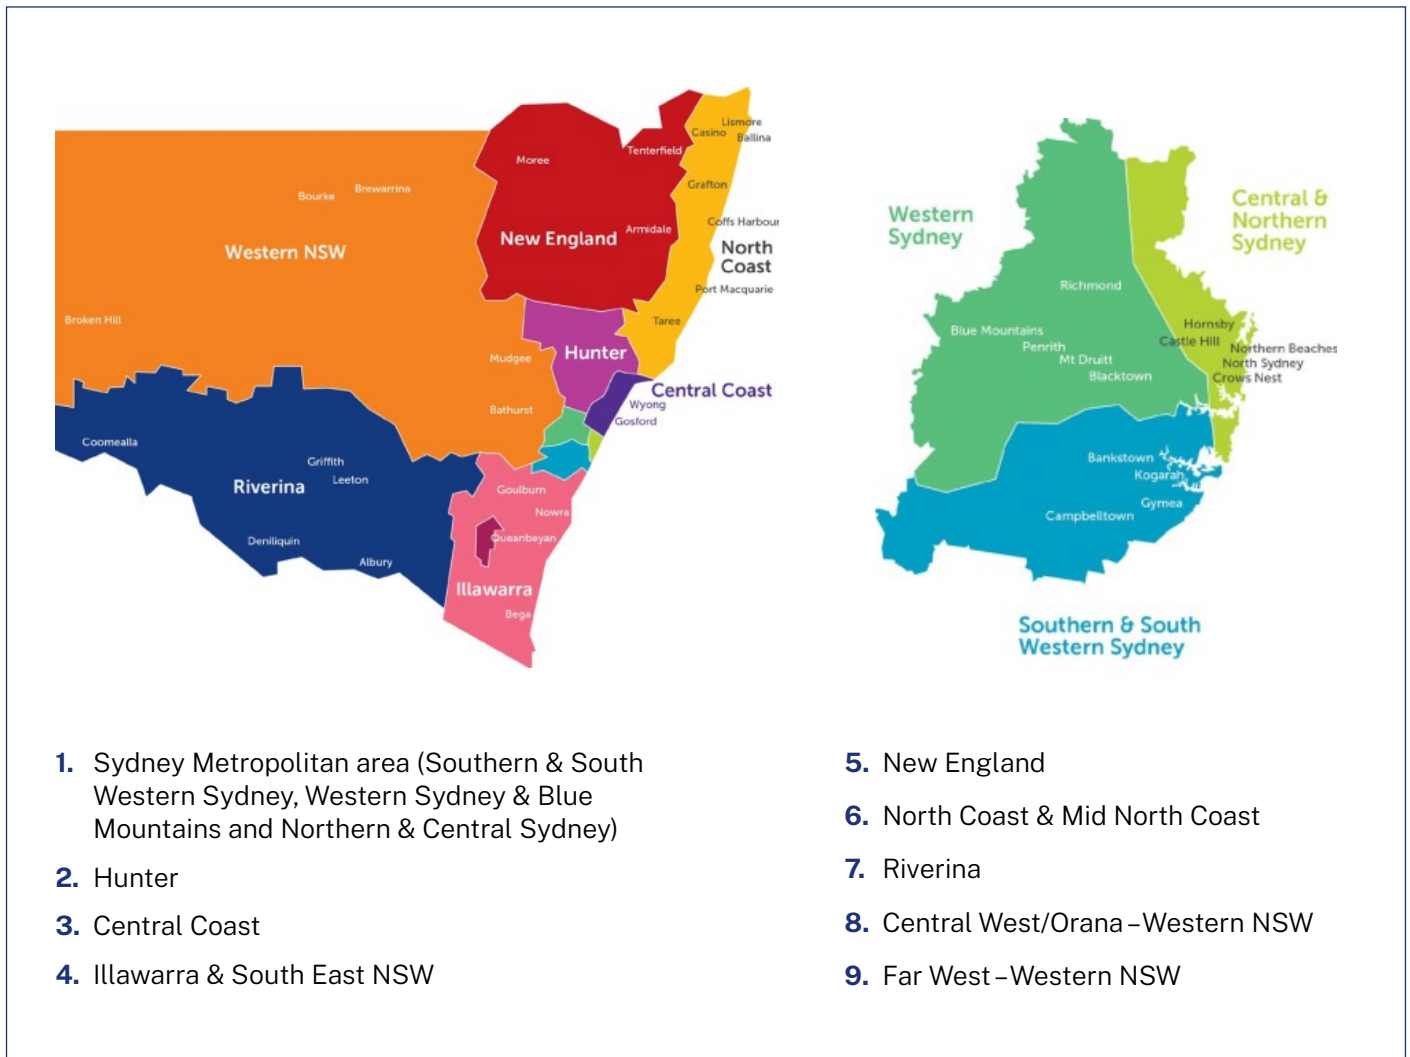 Lismore
Casino
Ballina
Moree
Tenterfield
Brewarrina
Bourke
Grafton
Coffs Harbour
Armidale
New England
North
Coast
Western NSW
Port Macquarie
Broken Hill
Taree
Mudgee
Hunter
Central Coast
Wyong
Bathurst
Gosford
Coomealla
Griffith
Leeton
Riverina
Goulburn
Nowra
Queanbeyan
Deniliquin
Albury
Illawarra
Bega
Western
Sydney
Central &
Northern
Sydney
Richmond
Hornsby
Blue Mountains
Castle Hill
Penrith
Northern Beaches
Mt Druitt
North Sydney
Blacktown
Crows Nest
Bankstown
Kogarah
Gymea
Campbelltown
Southern & South
Western Sydney
1. Sydney Metropolitan area (Southern & South
Western Sydney, Western Sydney & Blue
Mountains and Northern & Central Sydney)
2. Hunter
3. Central Coast
4. Illawarra & South East NSW
5. New England
6. North Coast & Mid North Coast
7. Riverina
8. Central West/Orana – Western NSW
9. Far West – Western NSW